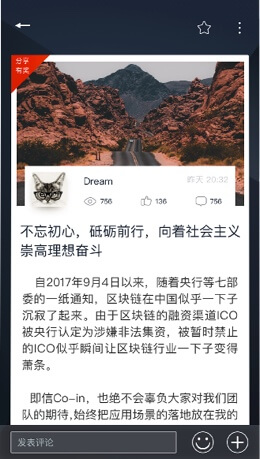 分享
有奖
Dream
昨天 20:32
756
136
756
不忘初心，砥砺前行，向着社会主义
崇高理想奋斗
自2017年9月4日以来，随着央行等七部
委的一纸通知，区块链在中国似乎一下子
沉寂了起来。由于区块链的融资渠道ICO
被央行认定为涉嫌非法集资，被暂时禁止
的ICO似乎瞬间让区块链行业一下子变得
萧条。
即信Co-in，也绝不会辜负大家对我们团
队的期待,始终把应用场景的落地放在我的
发表评论